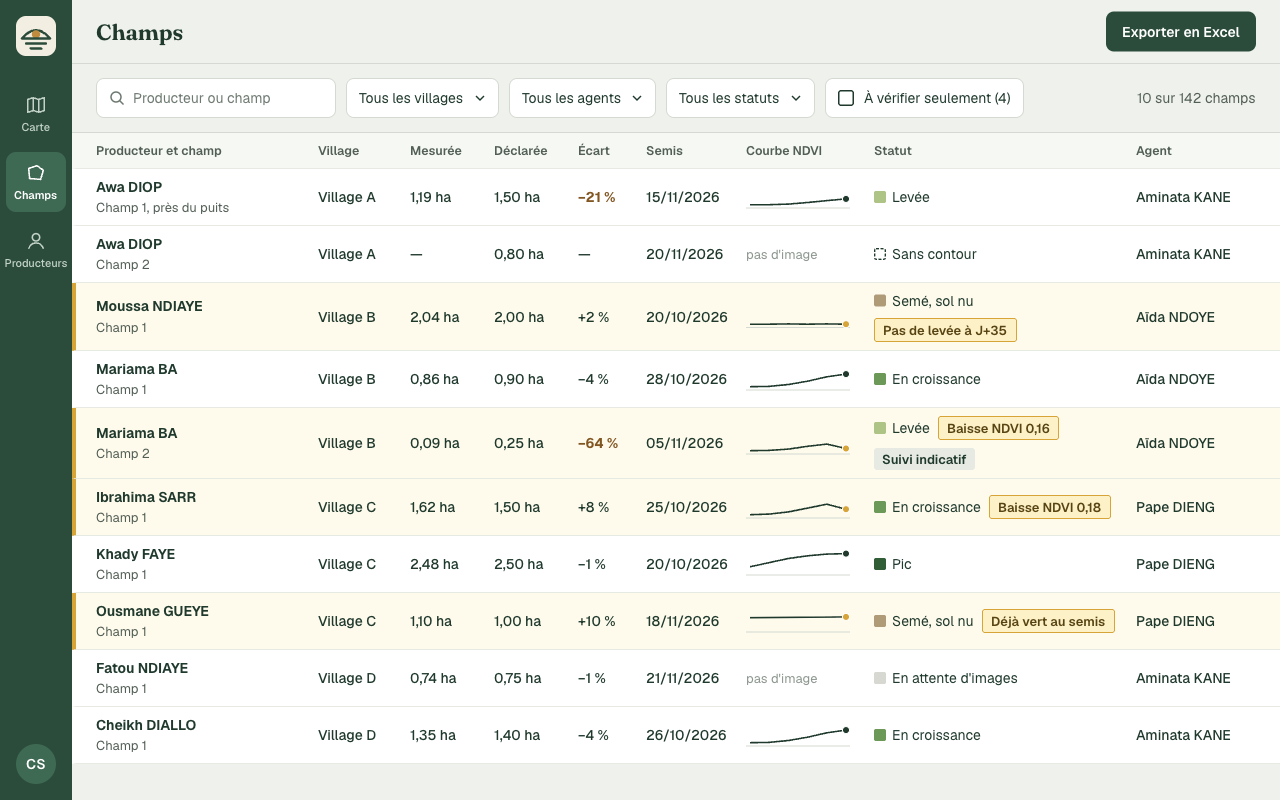 Champs
Exporter en Excel
Carte
Champs
Producteurs
CS
Producteur ou champ
Tous les villages
Tous les agents
Tous les statuts
À vérifier seulement (4)
10 sur 142 champs
Producteur et champ Village Mesurée Déclarée Écart Semis Courbe NDVI Statut Agent
Awa DIOP
Champ 1, près du puits
Village A 1,19 ha 1,50 ha −21 % 15/11/2026 Levée Aminata KANE
Awa DIOP
Champ 2
Village A — 0,80 ha — 20/11/2026 pas d'image Sans contour Aminata KANE
Moussa NDIAYE
Champ 1
Village B 2,04 ha 2,00 ha +2 % 20/10/2026 Semé, sol nu
Pas de levée à J+35
Aïda NDOYE
Mariama BA
Champ 1
Village B 0,86 ha 0,90 ha −4 % 28/10/2026 En croissance Aïda NDOYE
Mariama BA
Champ 2
Village B 0,09 ha 0,25 ha −64 % 05/11/2026 Levée Baisse NDVI 0,16
Suivi indicatif
Aïda NDOYE
Ibrahima SARR
Champ 1
Village C 1,62 ha 1,50 ha +8 % 25/10/2026 En croissance Baisse NDVI 0,18 Pape DIENG
Khady FAYE
Champ 1
Village C 2,48 ha 2,50 ha −1 % 20/10/2026 Pic Pape DIENG
Ousmane GUEYE
Champ 1
Village C 1,10 ha 1,00 ha +10 % 18/11/2026 Semé, sol nu Déjà vert au semis Pape DIENG
Fatou NDIAYE
Champ 1
Village D 0,74 ha 0,75 ha −1 % 21/11/2026 pas d'image En attente d'images Aminata KANE
Cheikh DIALLO
Champ 1
Village D 1,35 ha 1,40 ha −4 % 26/10/2026 En croissance Aminata KANE